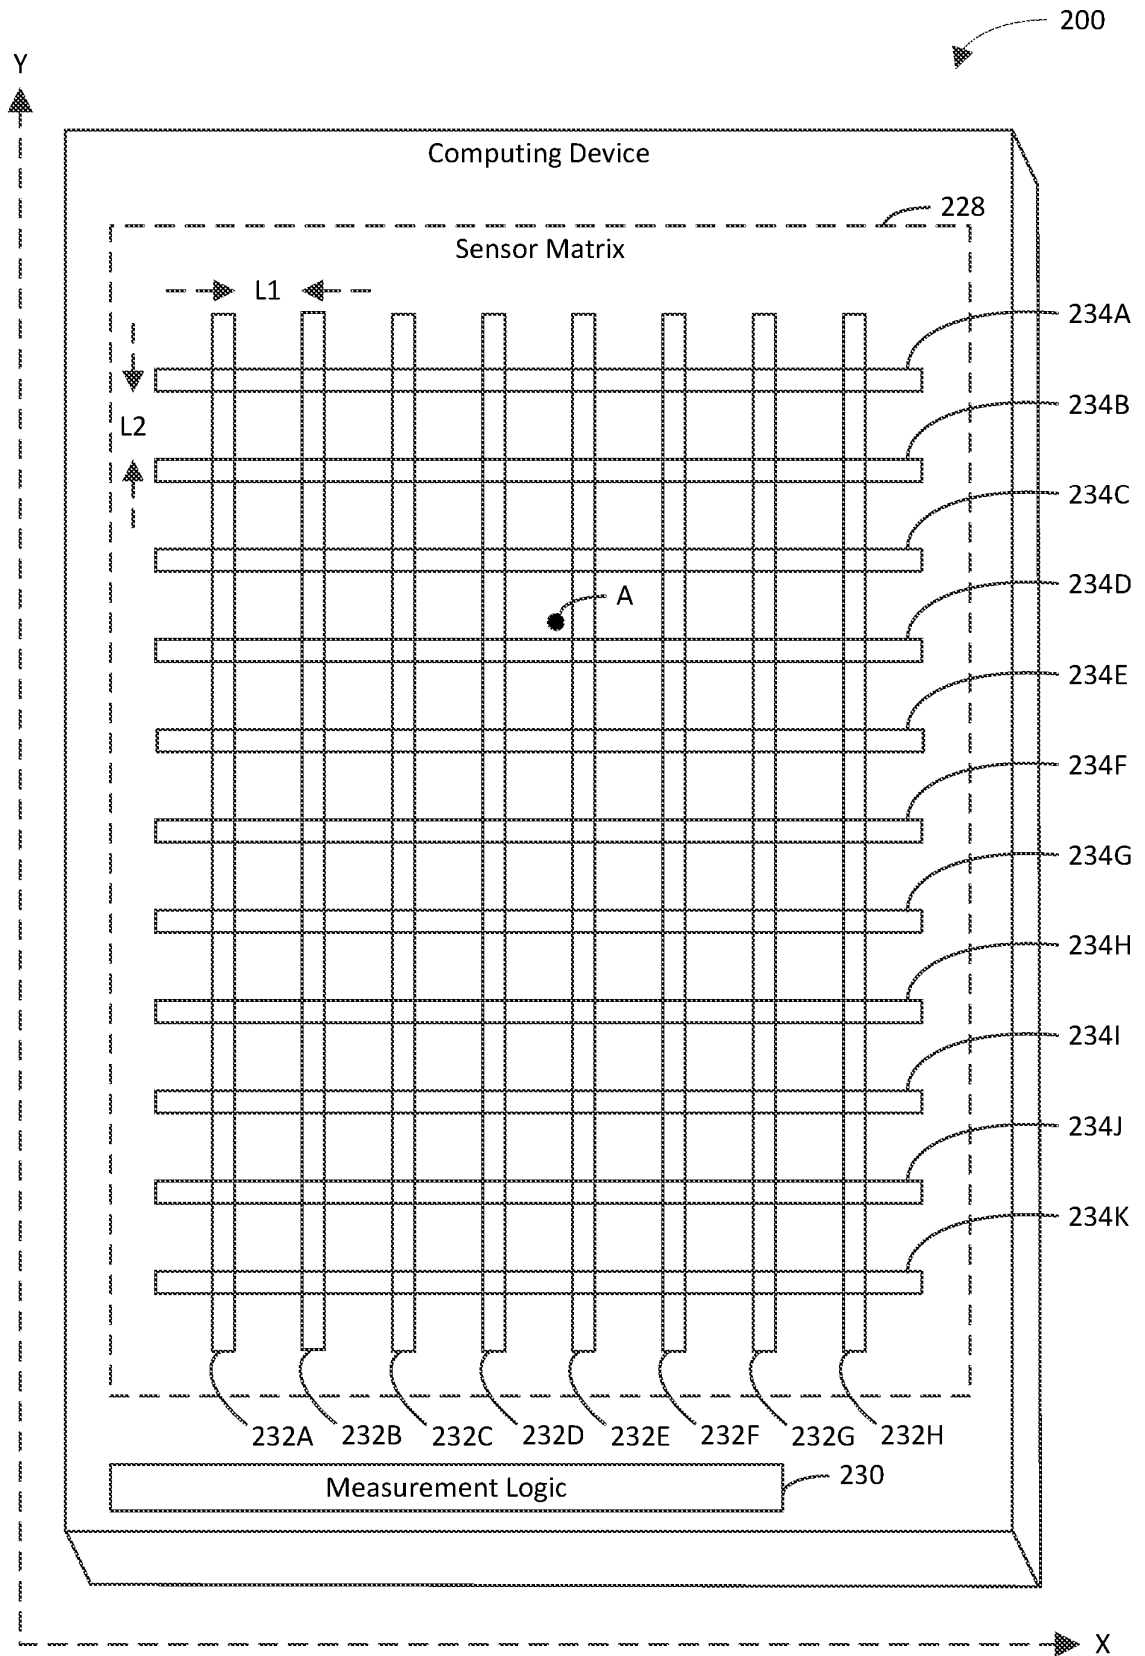 200
Y
Computing Device
228
Sensor Matrix
L1
234A
L2
234B
234C
A
234D
234E
234F
234G
234H
234I
234J
234K
232A 232B 232C 232D 232E 232F 232G 232H
Measurement Logic
230
X